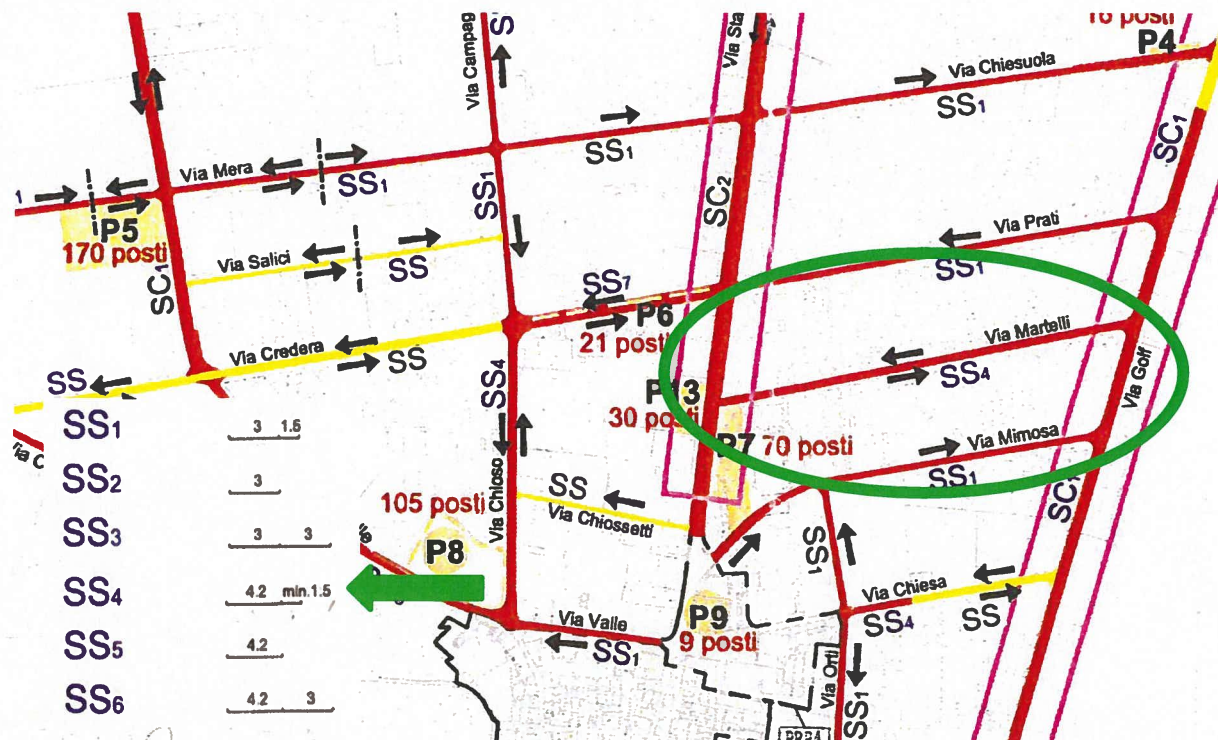 16 posti
P4
Via Chiesuola
SS1
Via Campag
Via Sta
SS1
SC1
Via Mera
SS1
1
P5
170 posti
SS1
SC2
Via Prati
SS1
Via Salici
SS
SC1
SS7
P6
21 posti
Via Martelli
SS4
Via Golf
Via Credera
SS
SS
SS4
P13
30 posti
P7 70 posti
Via Mimosa
SS1
SC1
SS
Via Chiossetti
Via Chioso
105 posti
P8
SS1
Via Chiesa
SS4
SS
P9
9 posti
Via Valle
SS1
Via Orti
SS1
SS1 3 1.5
SS2 3
SS3 3 3
SS4 4.2 min.1.5
SS5 4.2
SS6 4.2 3